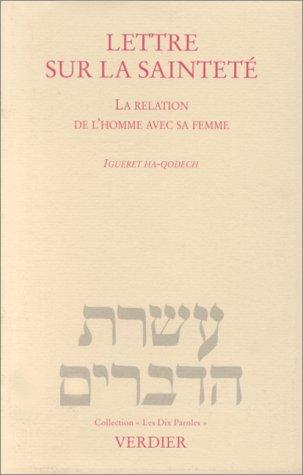 LETTRE
SUR LA SAINTETÉ
LA RELATION
DE L'HOMME AVEC SA FEMME
IGUERET HA-QODECH
עשרת
הדברים
Collection « Les Dix Paroles »
VERDIER